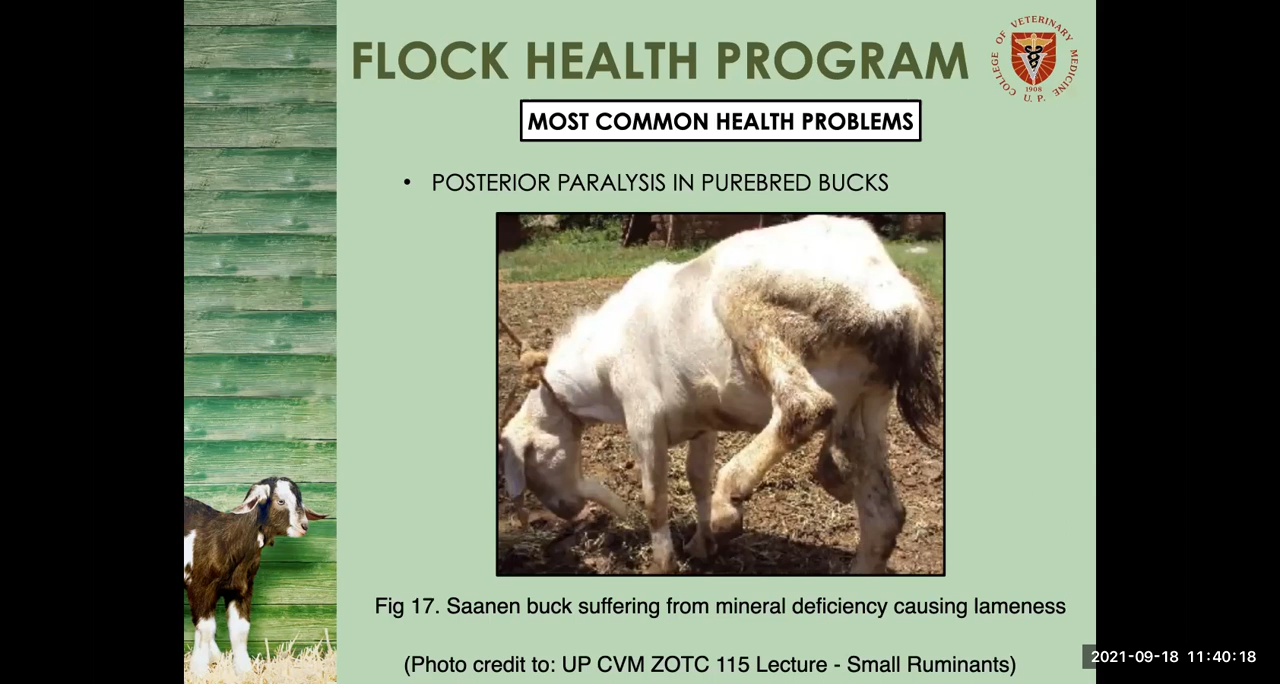 FLOCK HEALTH PROGRAM
COLLEGE OF VETERINARY MEDICINE
1908
U. P.
MOST COMMON HEALTH PROBLEMS
• POSTERIOR PARALYSIS IN PUREBRED BUCKS
Fig 17. Saanen buck suffering from mineral deficiency causing lameness
(Photo credit to: UP CVM ZOTC 115 Lecture - Small Ruminants)
2021-09-18 11:40:18